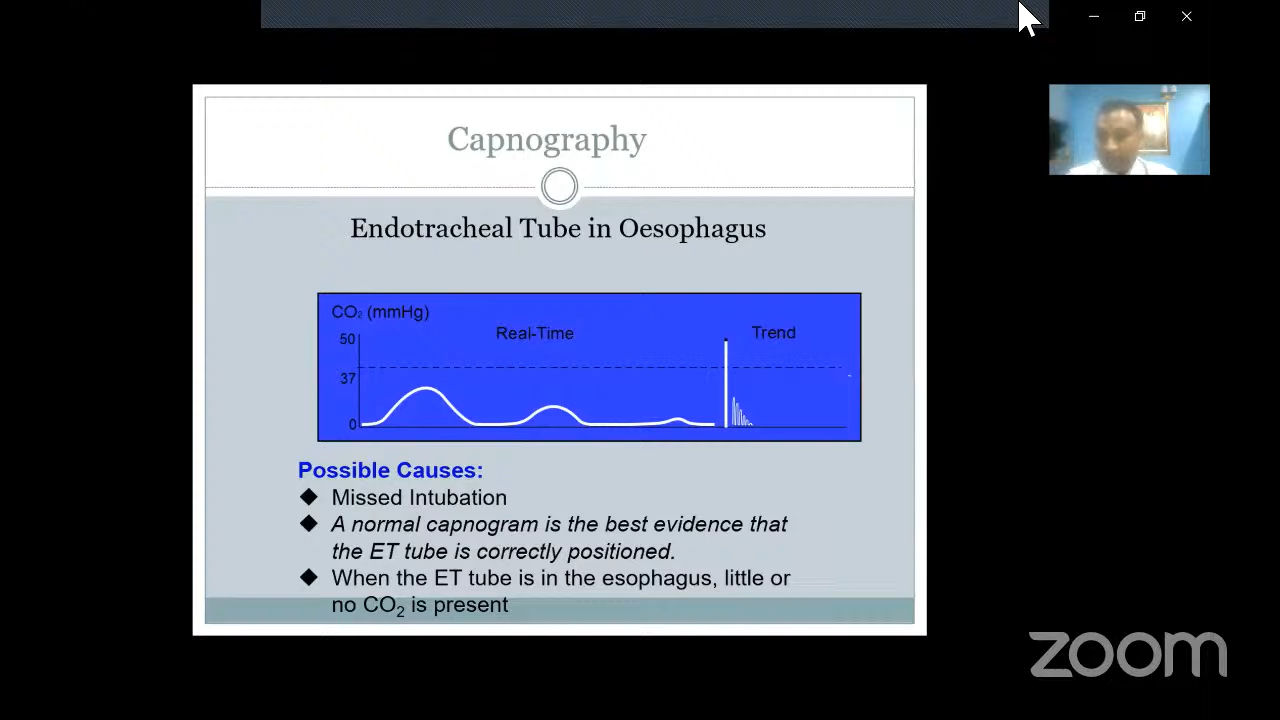 Capnography
Endotracheal Tube in Oesophagus
CO₂ (mmHg)
Real-Time
Trend
50
37
0
Possible Causes:
Missed Intubation
A normal capnogram is the best evidence that
the ET tube is correctly positioned.
When the ET tube is in the esophagus, little or
no CO₂ is present
zoom